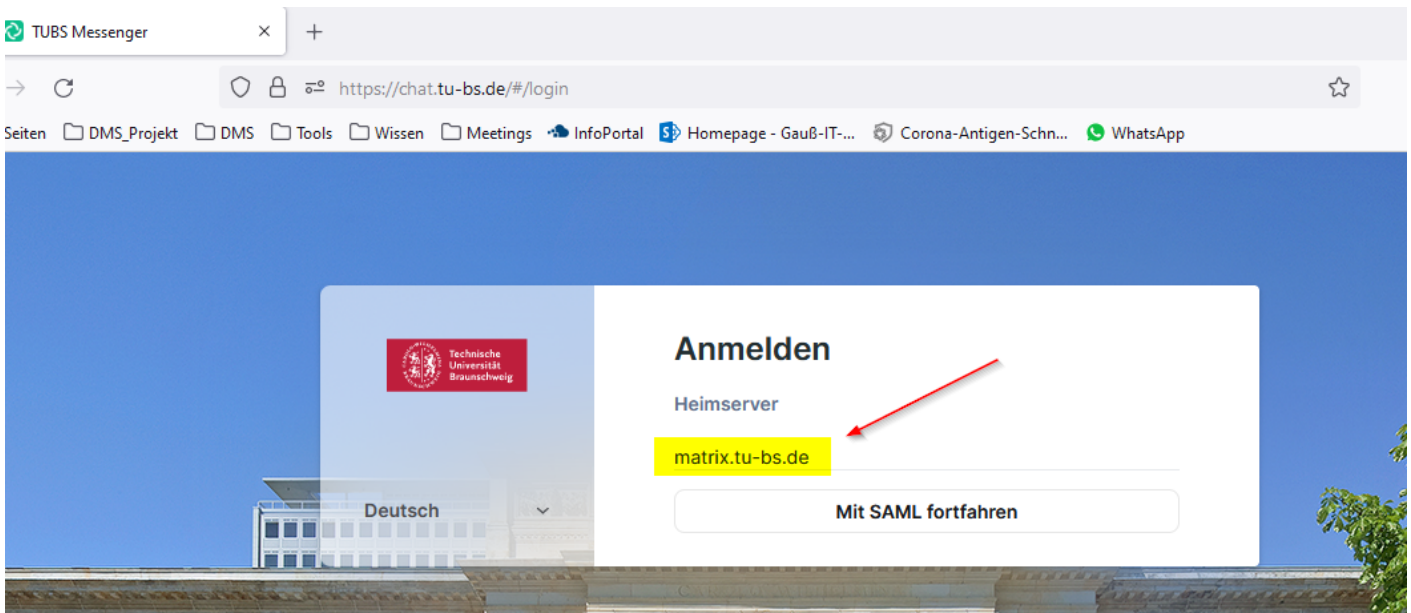 TUBS Messenger
https://chat.tu-bs.de/#/login
Seiten DMS_Projekt DMS Tools Wissen Meetings InfoPortal Homepage - Gauß-IT-... Corona-Antigen-Schn... WhatsApp
Technische
Universität
Braunschweig
Anmelden
Heimserver
matrix.tu-bs.de
Deutsch
Mit SAML fortfahren